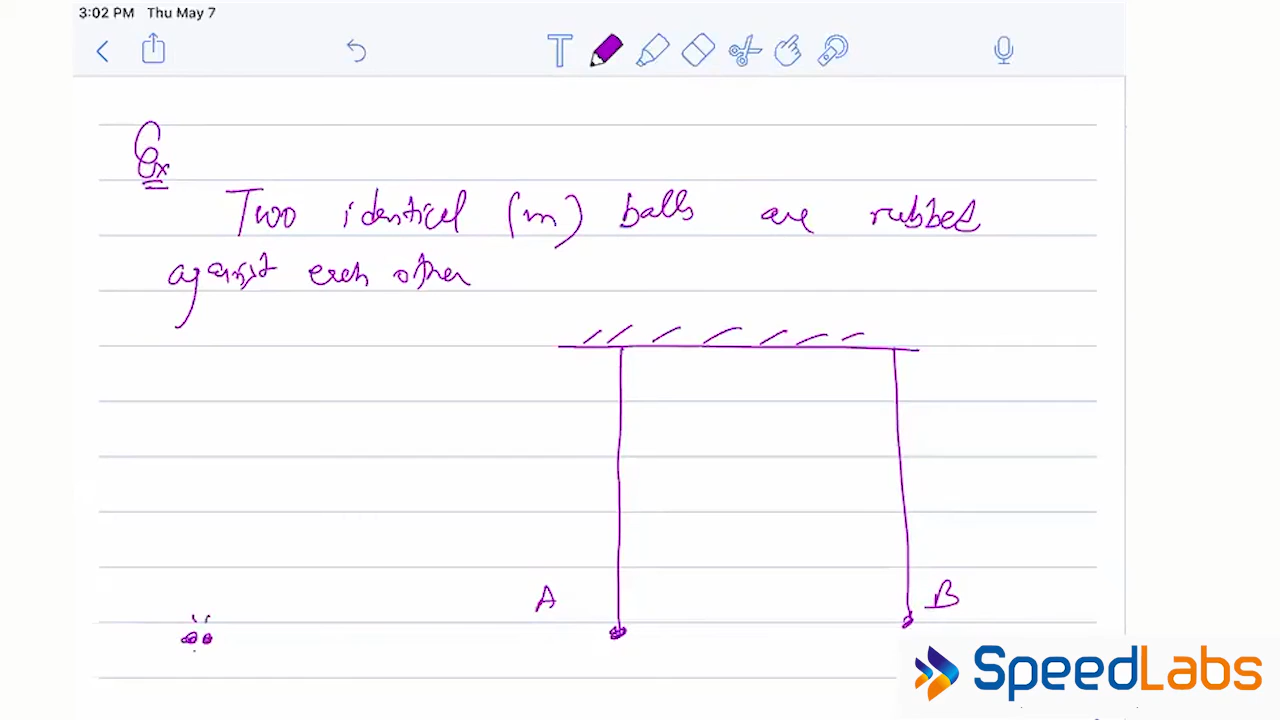 3:02 PM Thu May 7
T
Ex
Two identical (m) balls are rubbed
against each other
A
B
SpeedLabs